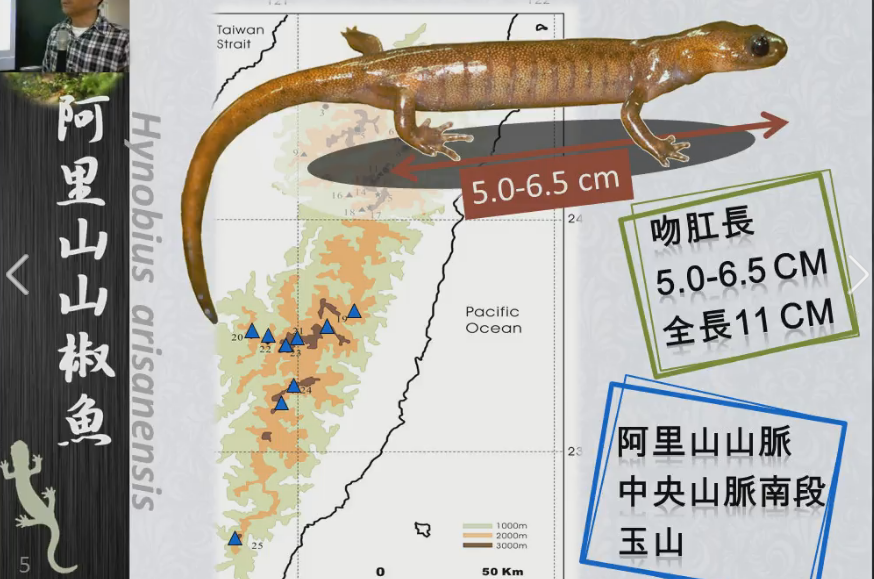 阿里山山椒魚
Hynobius arisanensis
121
122
Taiwan
Strait
5.0-6.5 cm
24
吻肛長
5.0-6.5 CM
全長11 CM
Pacific
Ocean
19
20
21
22
23
24
23
阿里山山脈
中央山脈南段
玉山
25
1000m
2000m
3000m
0
50 Km
5